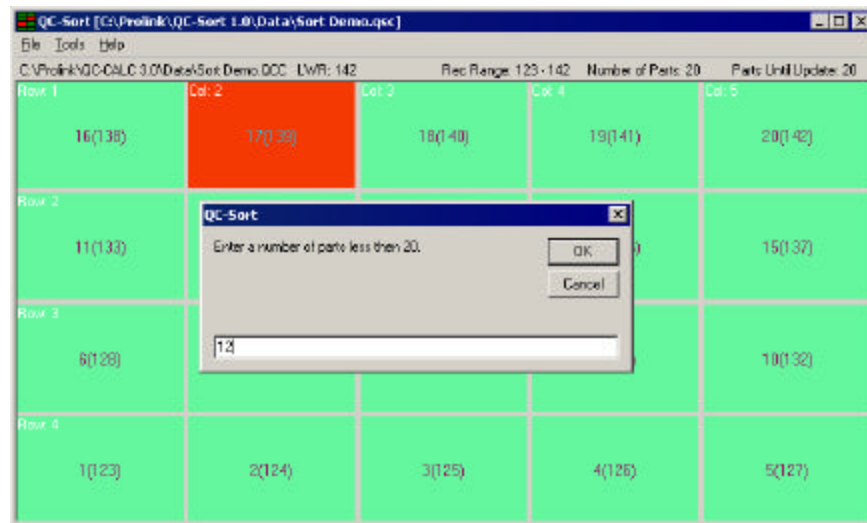 QC-Sort [C:\Prolink\QC-Sort 1.0\Data\Sort Demo.qsc]
File Tools Help
C:\Prolink\QC-CALC 3.0\Data\Sort Demo.QCC LWR: 142 Rec Range: 123 - 142 Number of Parts: 20 Parts Until Update: 20
Row: 1 Col: 2 Col: 3 Col: 4 Col: 5
16(138) 17(139) 18(140) 19(141) 20(142)
Row: 2
QC-Sort
Enter a number of parts less then 20.
OK
11(133) 15(137)
Cancel
Row: 3
12
6(128) 10(132)
Row: 4
1(123) 2(124) 3(125) 4(126) 5(127)